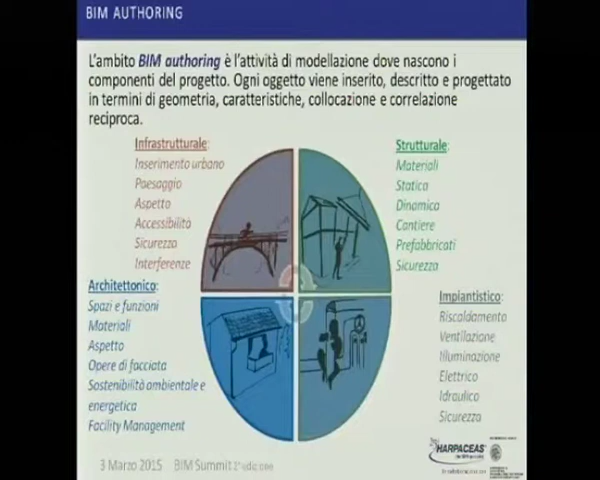 BIM AUTHORING
L'ambito BIM authoring è l'attività di modellazione dove nascono i
componenti del progetto. Ogni oggetto viene inserito, descritto e progettato
in termini di geometria, caratteristiche, collocazione e correlazione
reciproca.
Infrastrutturale:
Inserimento urbano
Paesaggio
Aspetto
Accessibilità
Sicurezza
Interferenze
Strutturale:
Materiali
Statica
Dinamica
Cantiere
Prefabbricati
Sicurezza
Architettonico:
Spazi e funzioni
Materiali
Aspetto
Opere di facciata
Sostenibilità ambientale e
energetica
Facility Management
Impiantistico:
Riscaldamento
Ventilazione
Illuminazione
Elettrico
Idraulico
Sicurezza
3 Marzo 2015 BIM Summit 2° edizione
HARPACEAS